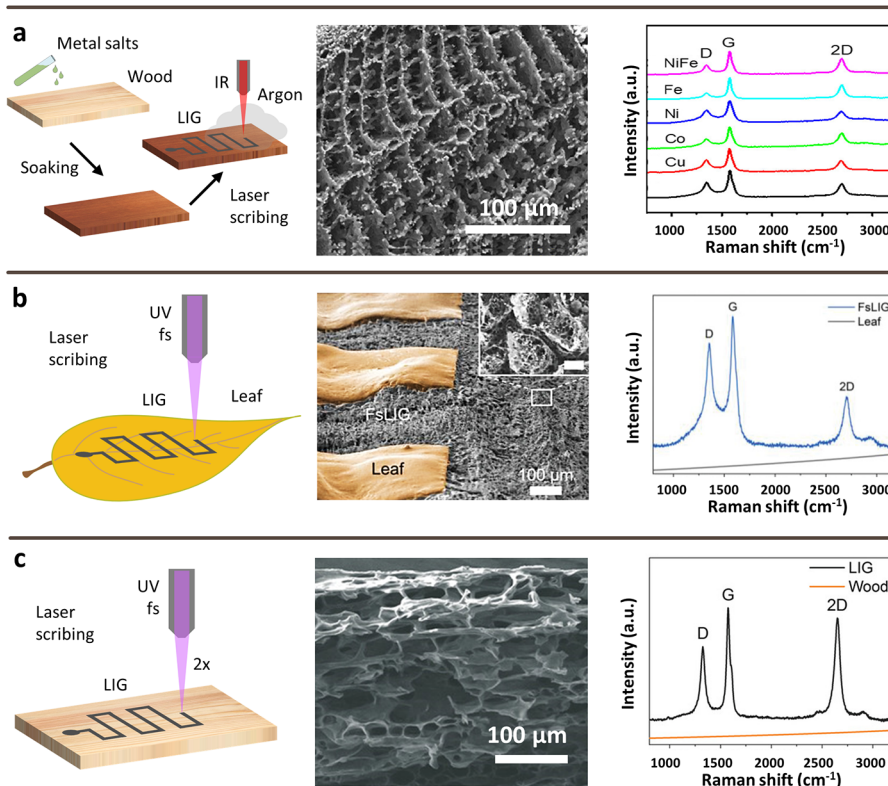 a
Metal salts
Wood
IR
Argon
LIG
Soaking
Laser
scribing
100 µm
Intensity (a.u.)
NiFe
Fe
Ni
Co
Cu
D
G
2D
1000 1500 2000 2500 3000
Raman shift (cm-1)
b
Laser
scribing
UV
fs
LIG
Leaf
FsLIG
Leaf
100 µm
Intensity (a.u.)
D
G
2D
FsLIG
Leaf
1000 1500 2000 2500 3000
Raman shift (cm-1)
c
Laser
scribing
UV
fs
2x
LIG
100 µm
Intensity (a.u.)
D
G
2D
LIG
Wood
1000 1500 2000 2500 3000
Raman shift (cm-1)